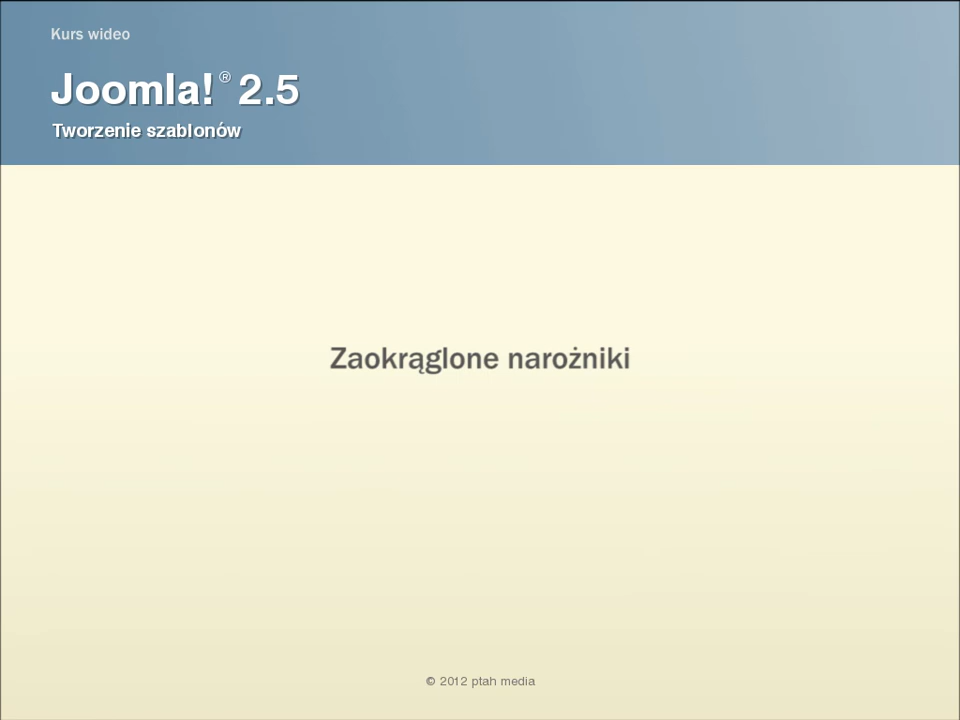 Kurs wideo
Joomla!® 2.5
Tworzenie szablonów
Zaokrąglone narożniki
© 2012 ptah media